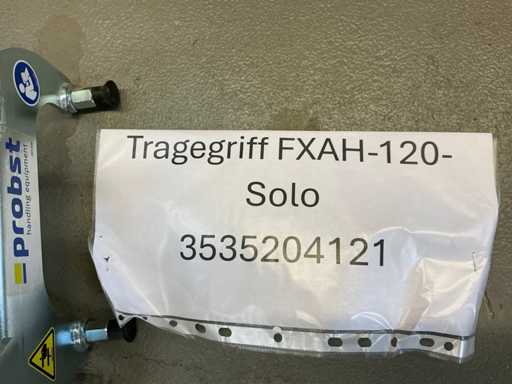 Tragegriff FXAH-120-
Solo
3535204121
Probst
handling equipment